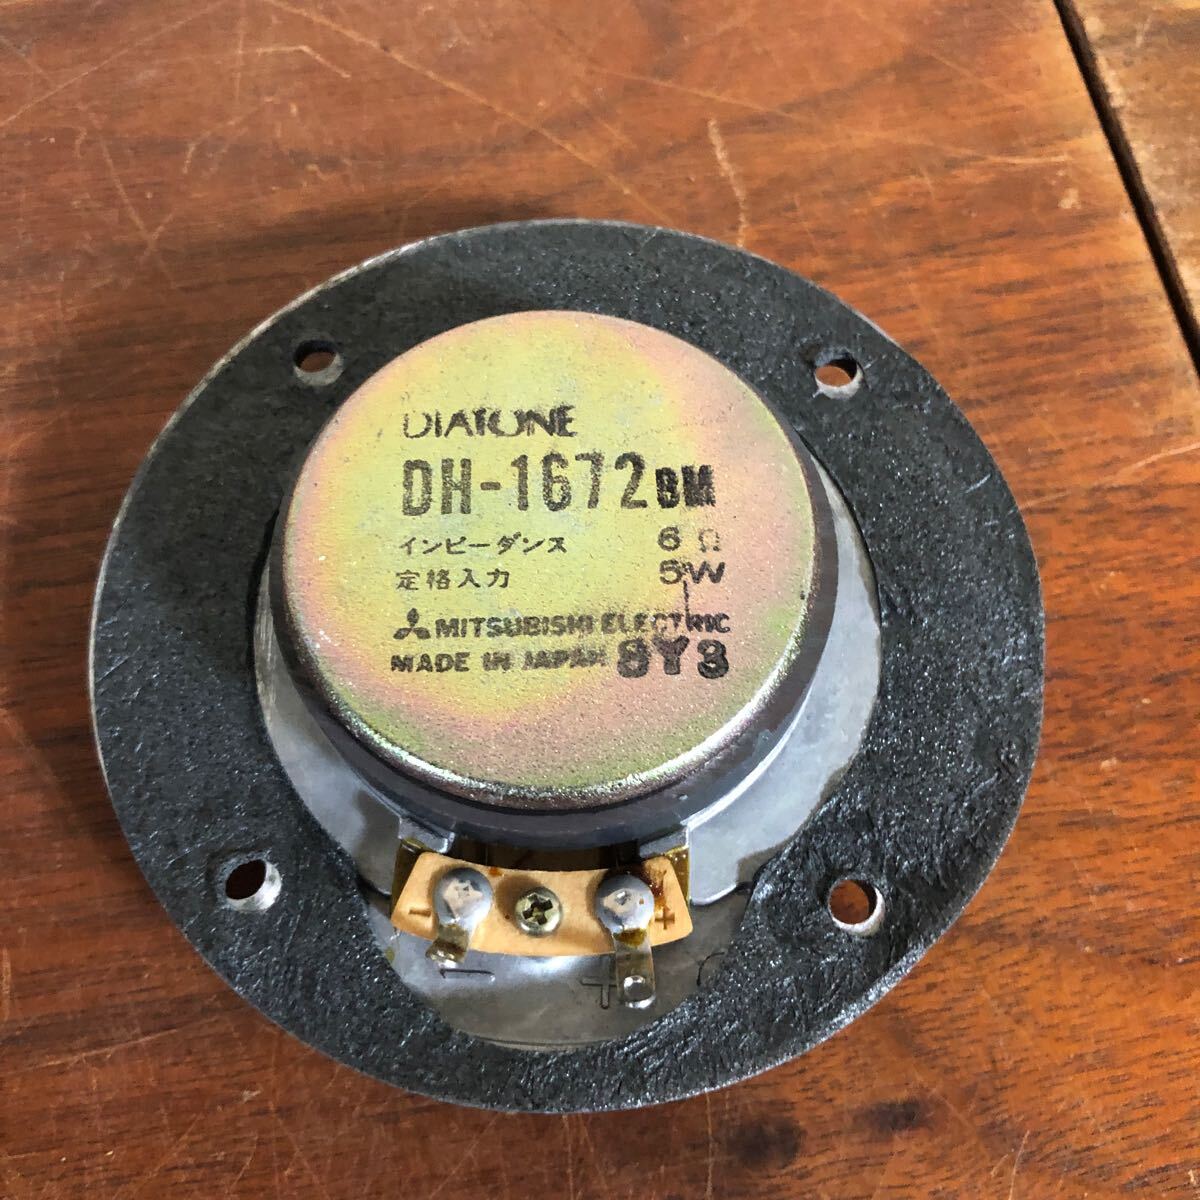 DIATONE
DH-1672BM
インピーダンス 6Ω
定格入力 5W
MITSUBISHI ELECTRIC
MADE IN JAPAN 8Y3
- +
- +